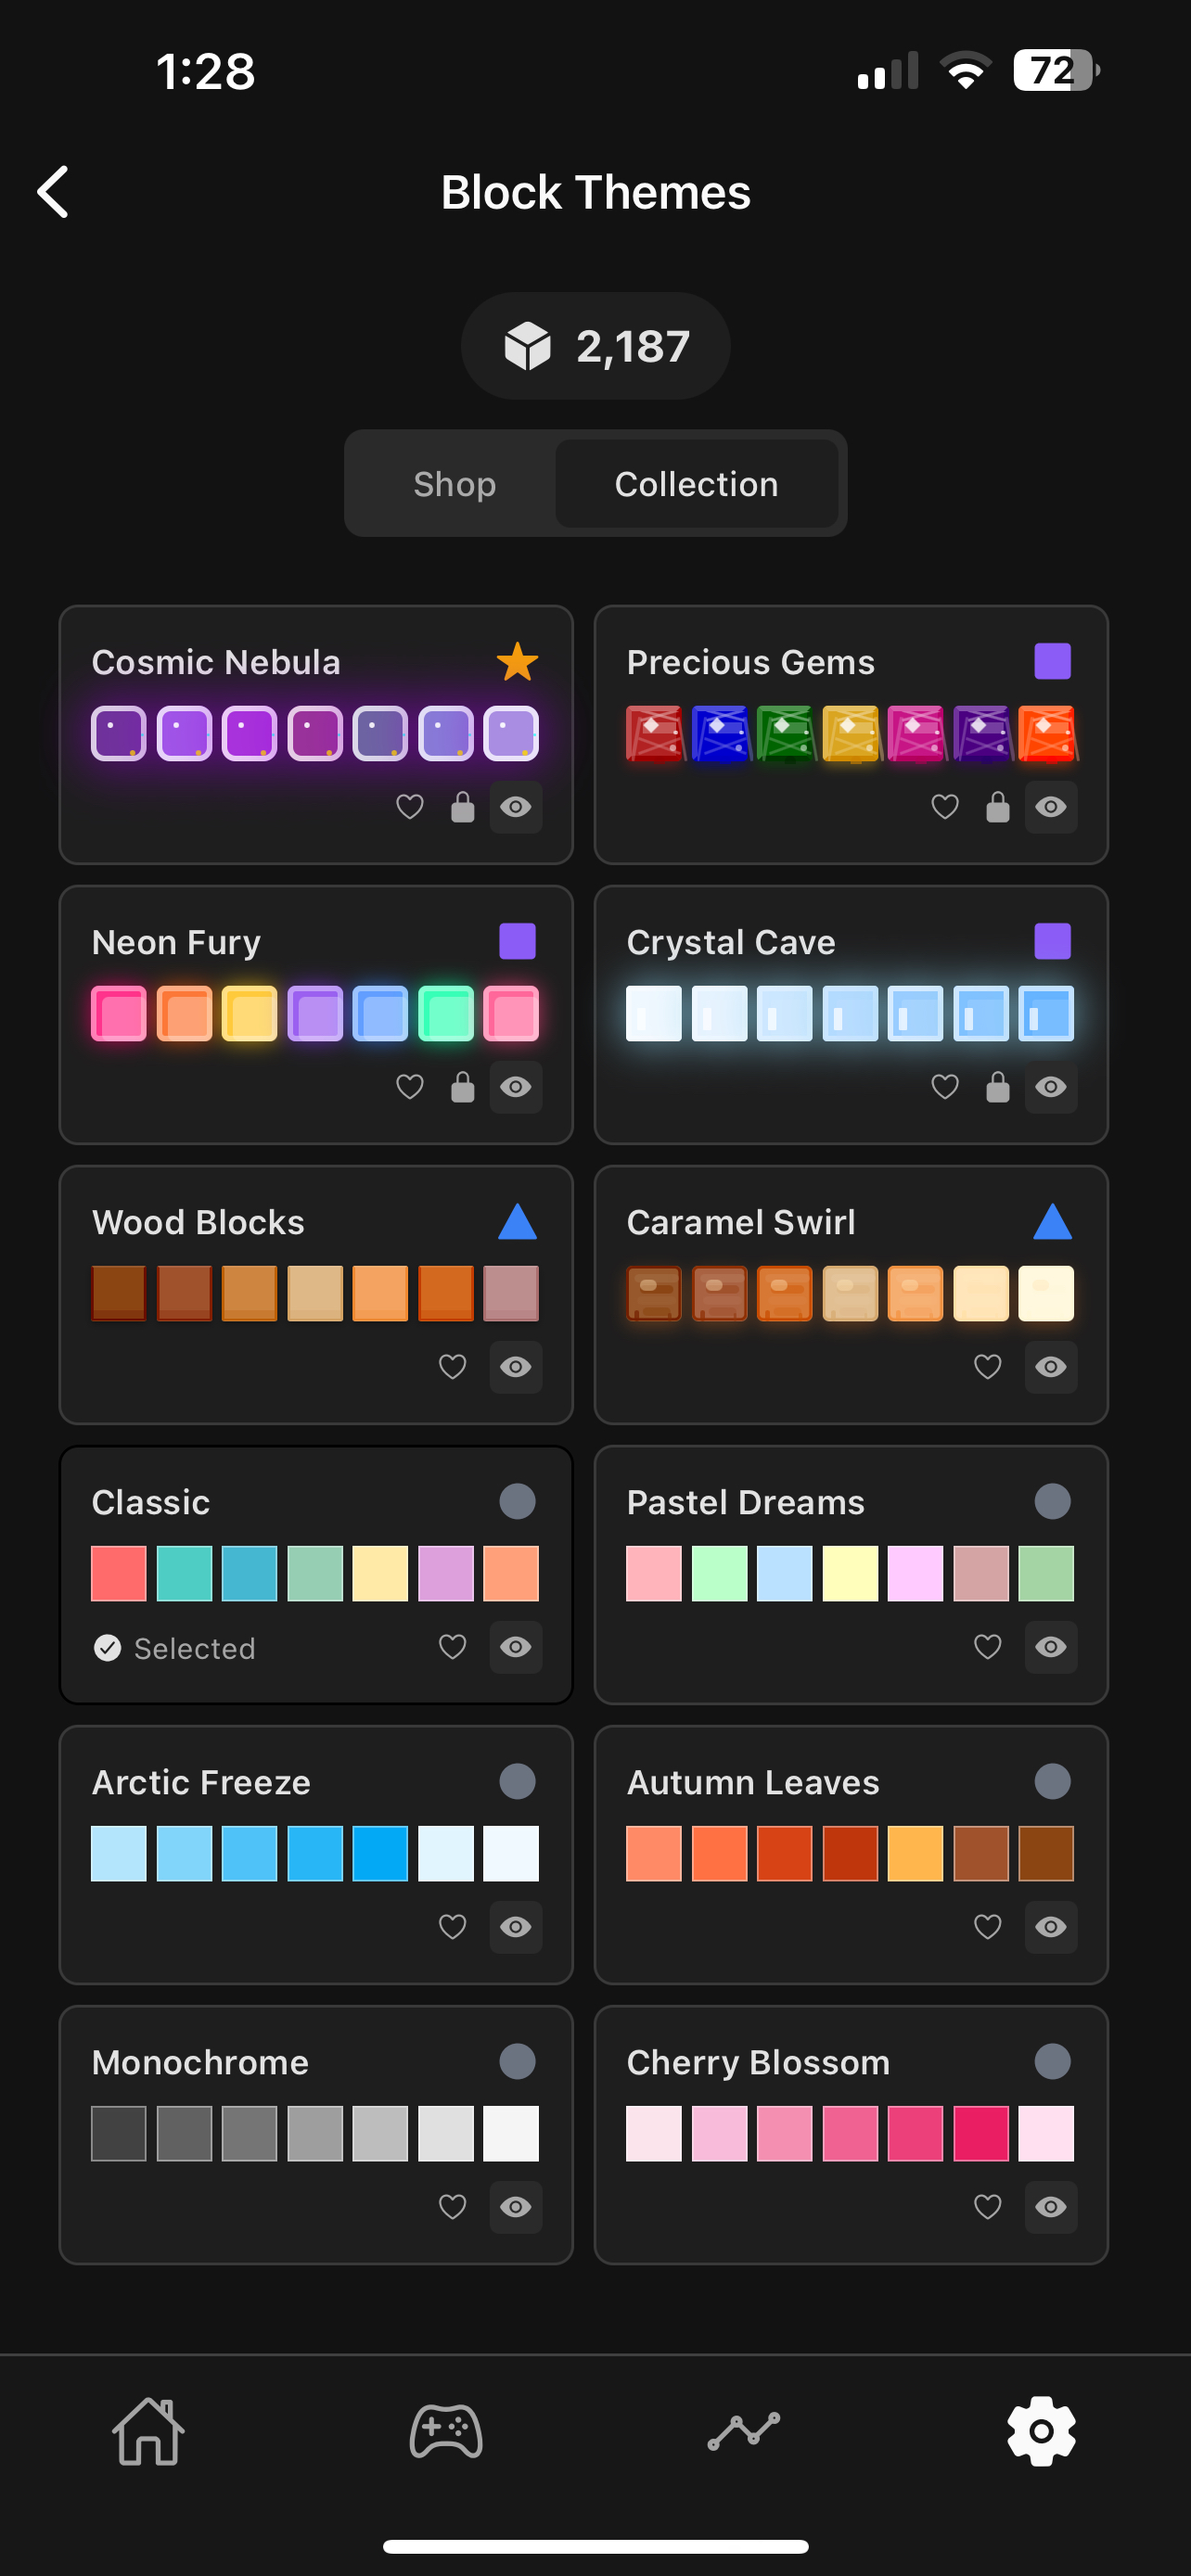 1:28
72
Block Themes
2,187
Shop Collection
Cosmic Nebula
Precious Gems
Neon Fury
Crystal Cave
Wood Blocks
Caramel Swirl
Classic
Pastel Dreams
Selected
Arctic Freeze
Autumn Leaves
Monochrome
Cherry Blossom